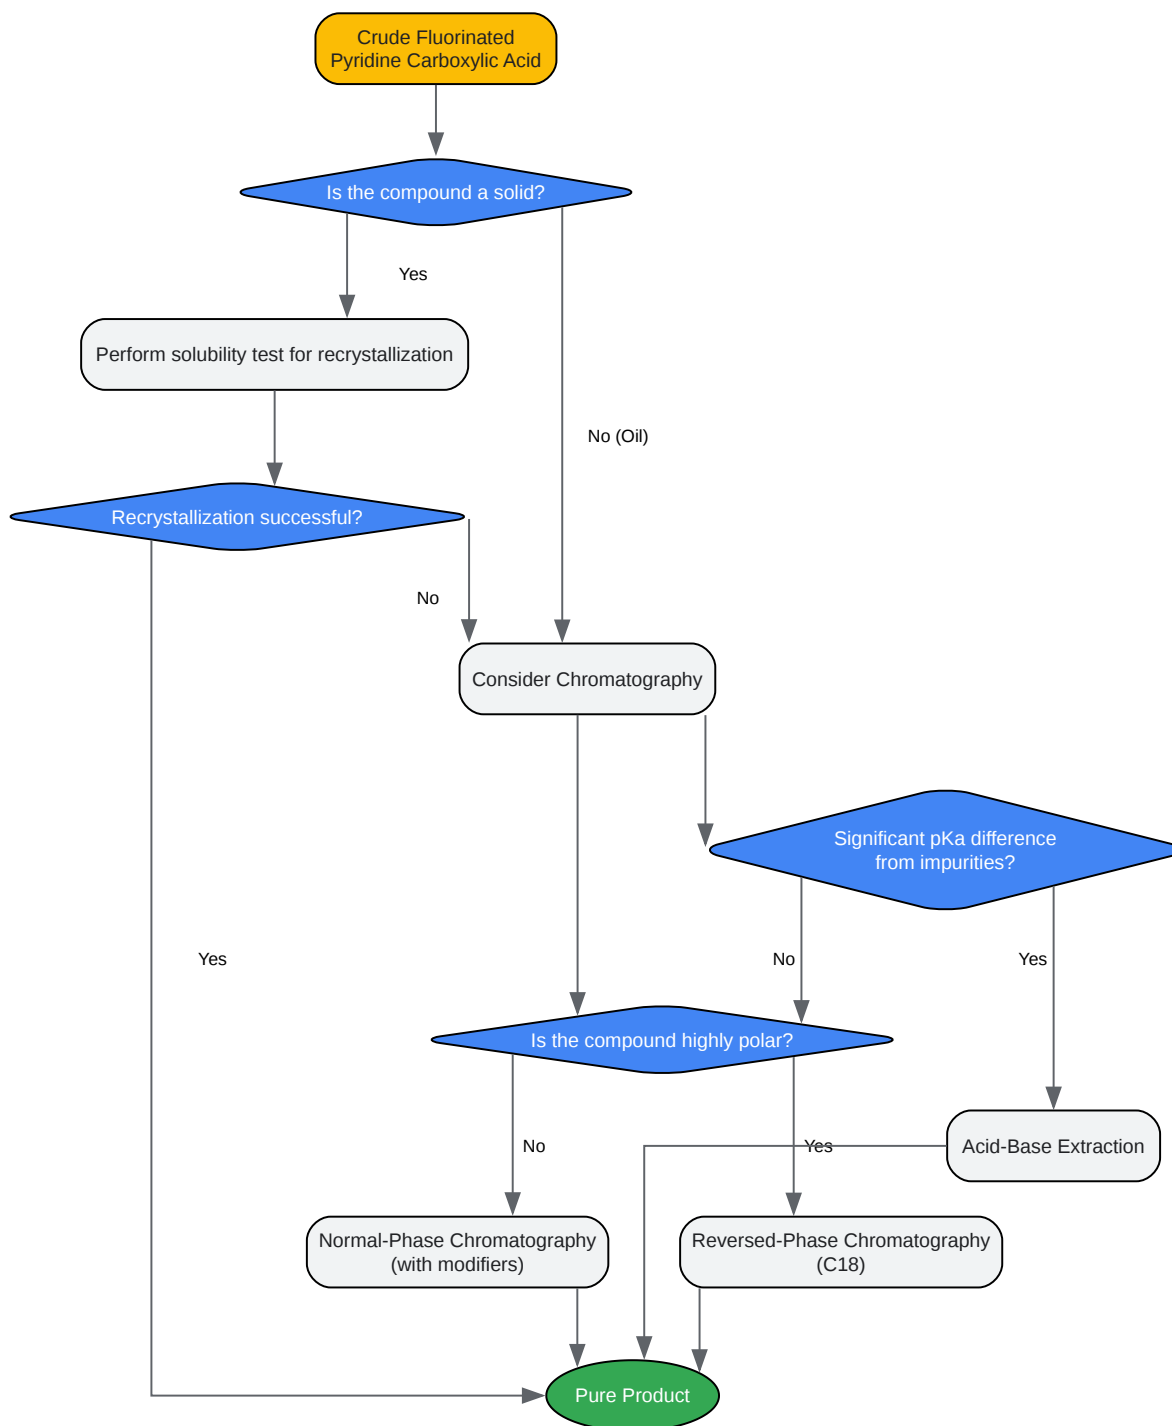 Crude Fluorinated
Pyridine Carboxylic Acid
Is the compound a solid?
Yes
Perform solubility test for recrystallization
No (Oil)
Recrystallization successful?
No
Consider Chromatography
Significant pKa difference
from impurities?
Yes
No
Yes
Is the compound highly polar?
No
Yes
Acid-Base Extraction
Normal-Phase Chromatography
(with modifiers)
Reversed-Phase Chromatography
(C18)
Pure Product